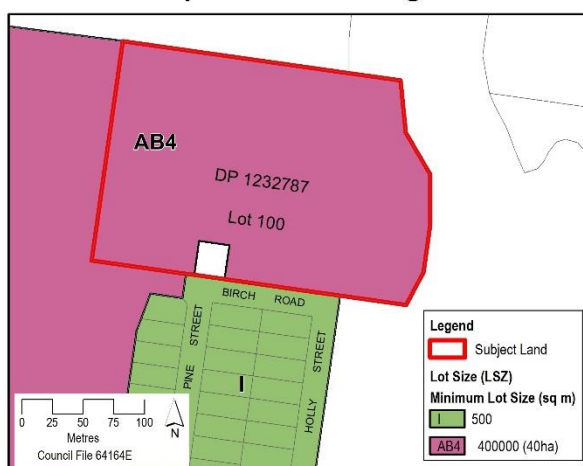 AB4
DP 1232787
Lot 100
BIRCH ROAD
PINE STREET
HOLLY STREET
I
0 25 50 75 100
Metres
Council File 64164E
N
Legend
Subject Land
Lot Size (LSZ)
Minimum Lot Size (sq m)
I 500
AB4 400000 (40ha)